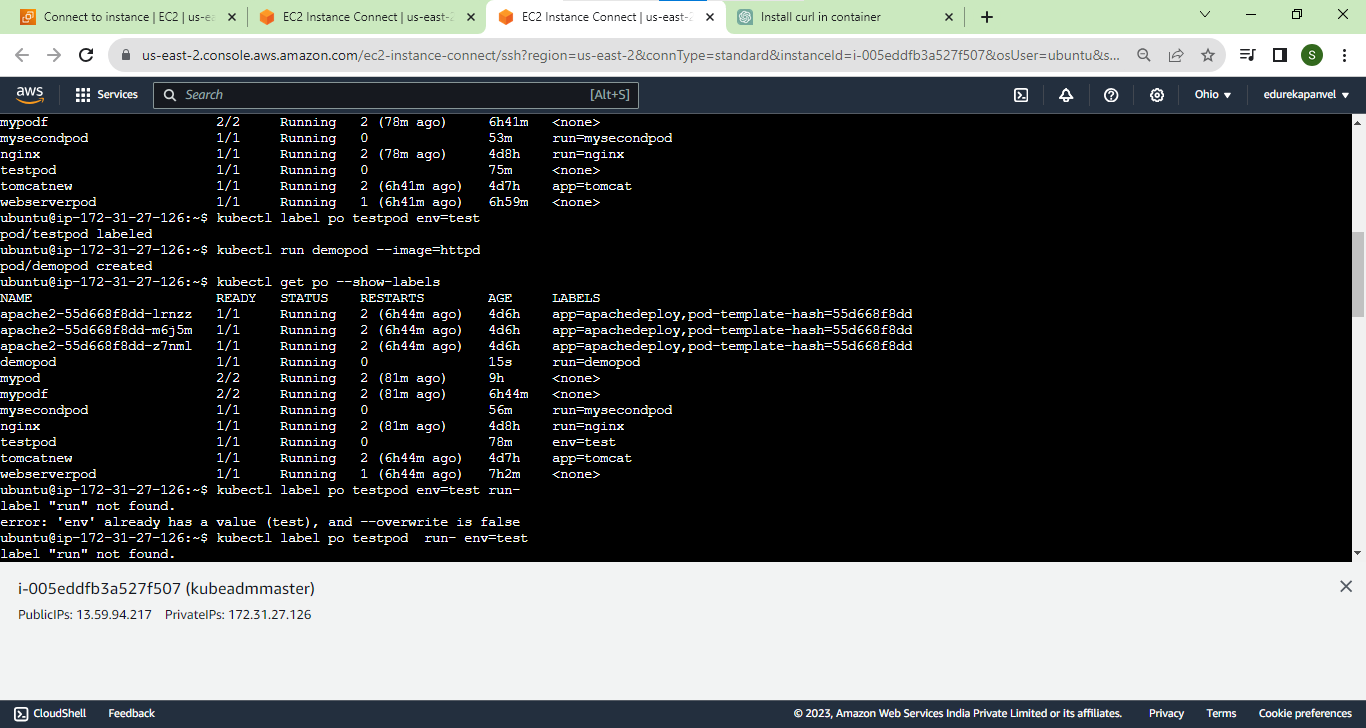 Connect to instance | EC2 | us-ea
EC2 Instance Connect | us-east-2
EC2 Instance Connect | us-east-2
Install curl in container
us-east-2.console.aws.amazon.com/ec2-instance-connect/ssh?region=us-east-2&connType=standard&instanceId=i-005eddfb3a527f507&osUser=ubuntu&s...
S
aws
Services
Search
[Alt+S]
Ohio
edurekapanvel
mypodf 2/2 Running 2 (78m ago) 6h41m <none>
mysecondpod 1/1 Running 0 53m run=mysecondpod
nginx 1/1 Running 2 (78m ago) 4d8h run=nginx
testpod 1/1 Running 0 75m <none>
tomcatnew 1/1 Running 2 (6h41m ago) 4d7h app=tomcat
webserverpod 1/1 Running 1 (6h41m ago) 6h59m <none>
ubuntu@ip-172-31-27-126:~$ kubectl label po testpod env=test
pod/testpod labeled
ubuntu@ip-172-31-27-126:~$ kubectl run demopod --image=httpd
pod/demopod created
ubuntu@ip-172-31-27-126:~$ kubectl get po --show-labels
NAME READY STATUS RESTARTS AGE LABELS
apache2-55d668f8dd-lrnzz 1/1 Running 2 (6h44m ago) 4d6h app=apachedeploy,pod-template-hash=55d668f8dd
apache2-55d668f8dd-m6j5m 1/1 Running 2 (6h44m ago) 4d6h app=apachedeploy,pod-template-hash=55d668f8dd
apache2-55d668f8dd-z7nml 1/1 Running 2 (6h44m ago) 4d6h app=apachedeploy,pod-template-hash=55d668f8dd
demopod 1/1 Running 0 15s run=demopod
mypod 2/2 Running 2 (81m ago) 9h <none>
mypodf 2/2 Running 2 (81m ago) 6h44m <none>
mysecondpod 1/1 Running 0 56m run=mysecondpod
nginx 1/1 Running 2 (81m ago) 4d8h run=nginx
testpod 1/1 Running 0 78m env=test
tomcatnew 1/1 Running 2 (6h44m ago) 4d7h app=tomcat
webserverpod 1/1 Running 1 (6h44m ago) 7h2m <none>
ubuntu@ip-172-31-27-126:~$ kubectl label po testpod env=test run-
label "run" not found.
error: 'env' already has a value (test), and --overwrite is false
ubuntu@ip-172-31-27-126:~$ kubectl label po testpod  run- env=test
label "run" not found.
i-005eddfb3a527f507 (kubeadmmaster)
PublicIPs: 13.59.94.217 PrivateIPs: 172.31.27.126
CloudShell Feedback © 2023, Amazon Web Services India Private Limited or its affiliates. Privacy Terms Cookie preferences